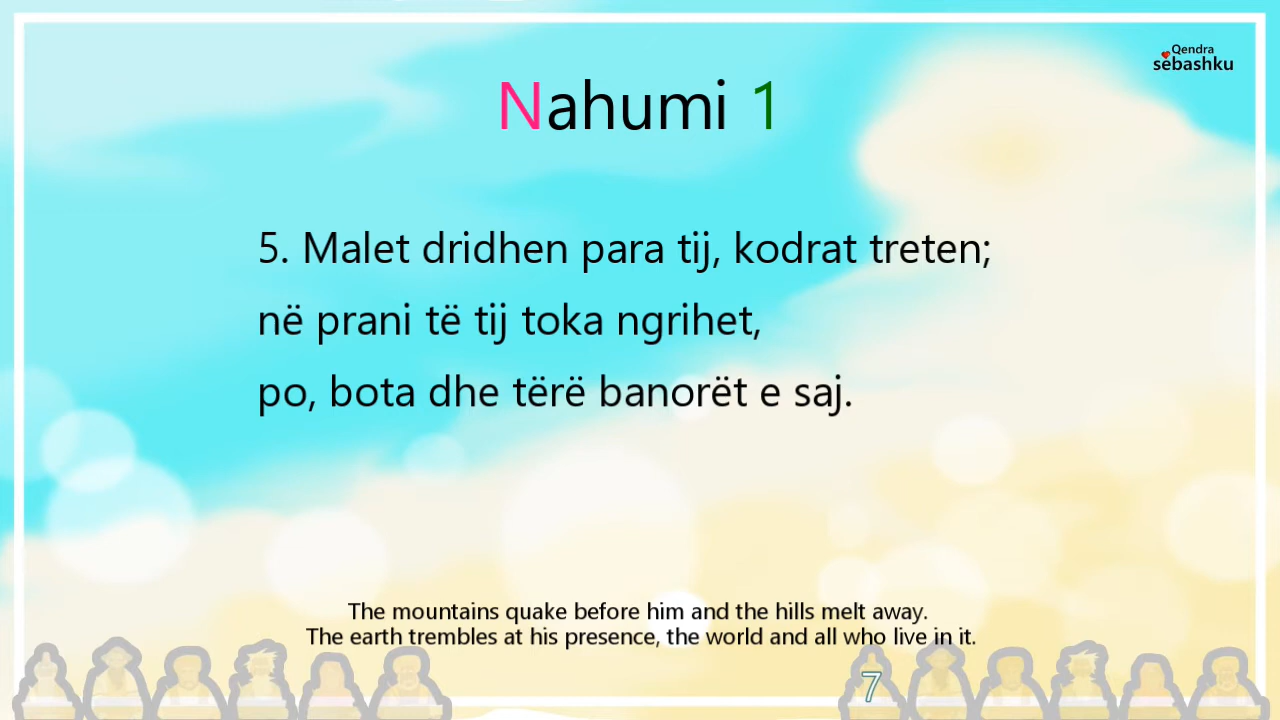 Qendra
sëbashku
Nahumi 1
5. Malet dridhen para tij, kodrat treten;
në prani të tij toka ngrihet,
po, bota dhe tërë banorët e saj.
The mountains quake before him and the hills melt away.
The earth trembles at his presence, the world and all who live in it.
7